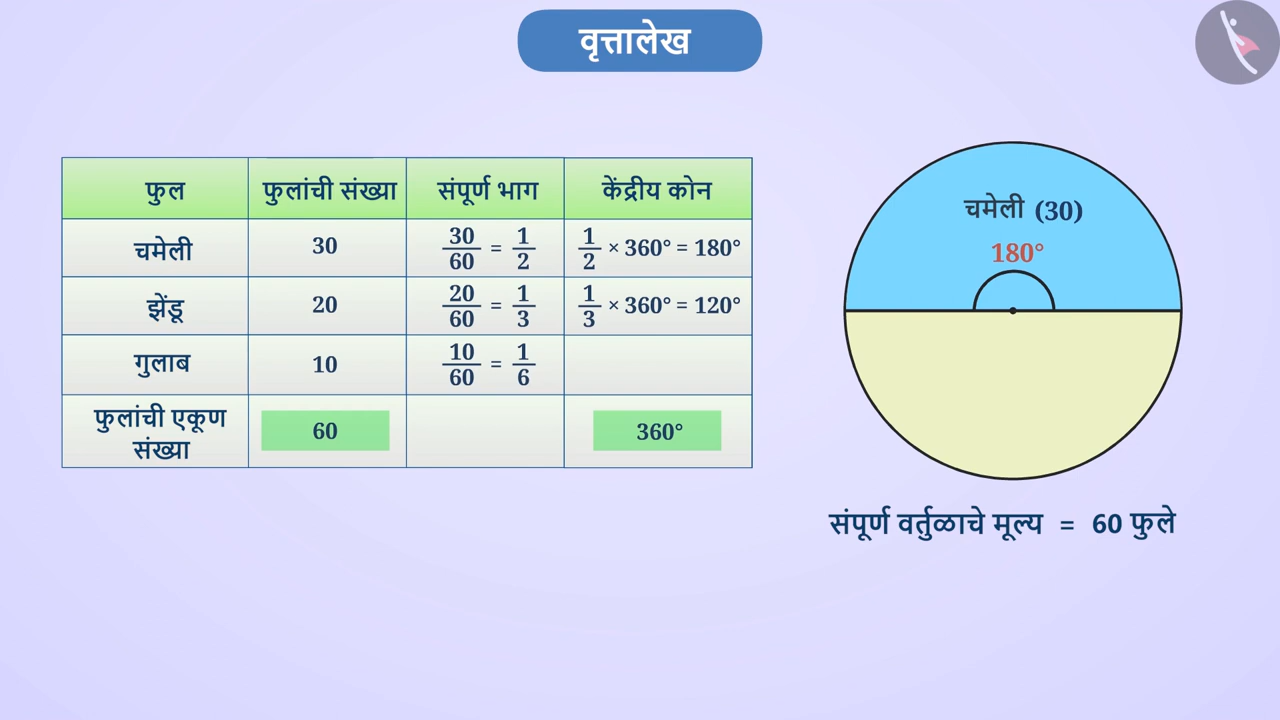 वृत्तालेख
फुल फुलांची संख्या संपूर्ण भाग केंद्रीय कोन
चमेली 30 30/60 = 1/2 1/2 × 360° = 180°
झेंडू 20 20/60 = 1/3 1/3 × 360° = 120°
गुलाब 10 10/60 = 1/6
फुलांची एकूण
संख्या 60 360°
चमेली (30)
180°
संपूर्ण वर्तुळाचे मूल्य = 60 फुले